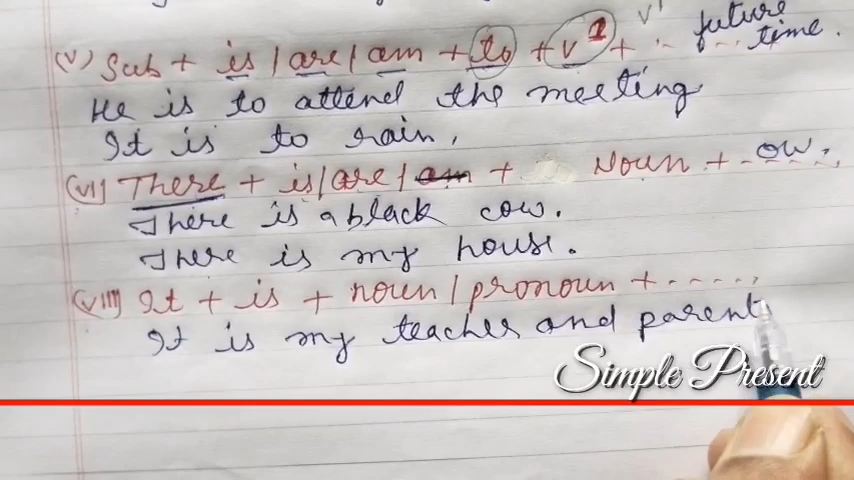 V' future
(V) Sub + is / are / am + to + v1 + .. .. time.
He is to attend the meeting
It is to rain.
(VI) There + is/are/am + Noun + .. ow..
There is a black cow.
There is my house.
(VIII) It + is + noun / pronoun + ......
It is my teacher and parent
Simple Present